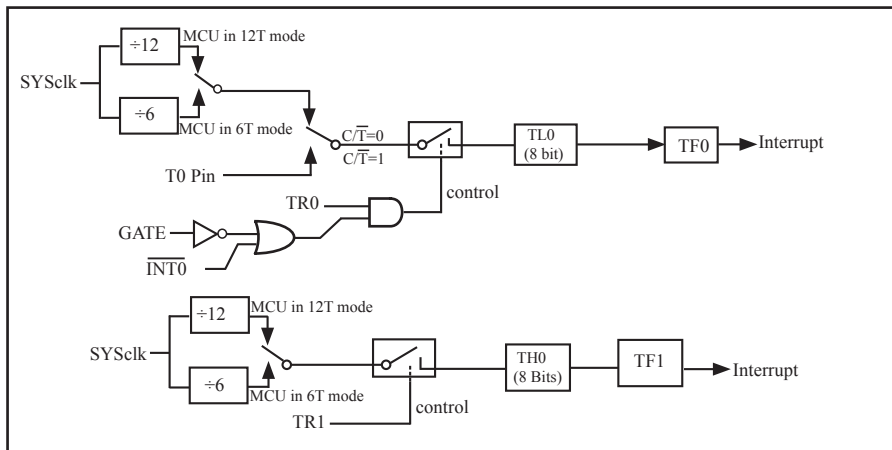 ÷12
MCU in 12T mode
SYSclk
÷6
MCU in 6T mode
C/T̅=0
C/T̅=1
T0 Pin
TL0
(8 bit)
TF0
Interrupt
control
TR0
GATE
I̅N̅T̅0̅
÷12
MCU in 12T mode
SYSclk
÷6
MCU in 6T mode
TH0
(8 Bits)
TF1
Interrupt
control
TR1